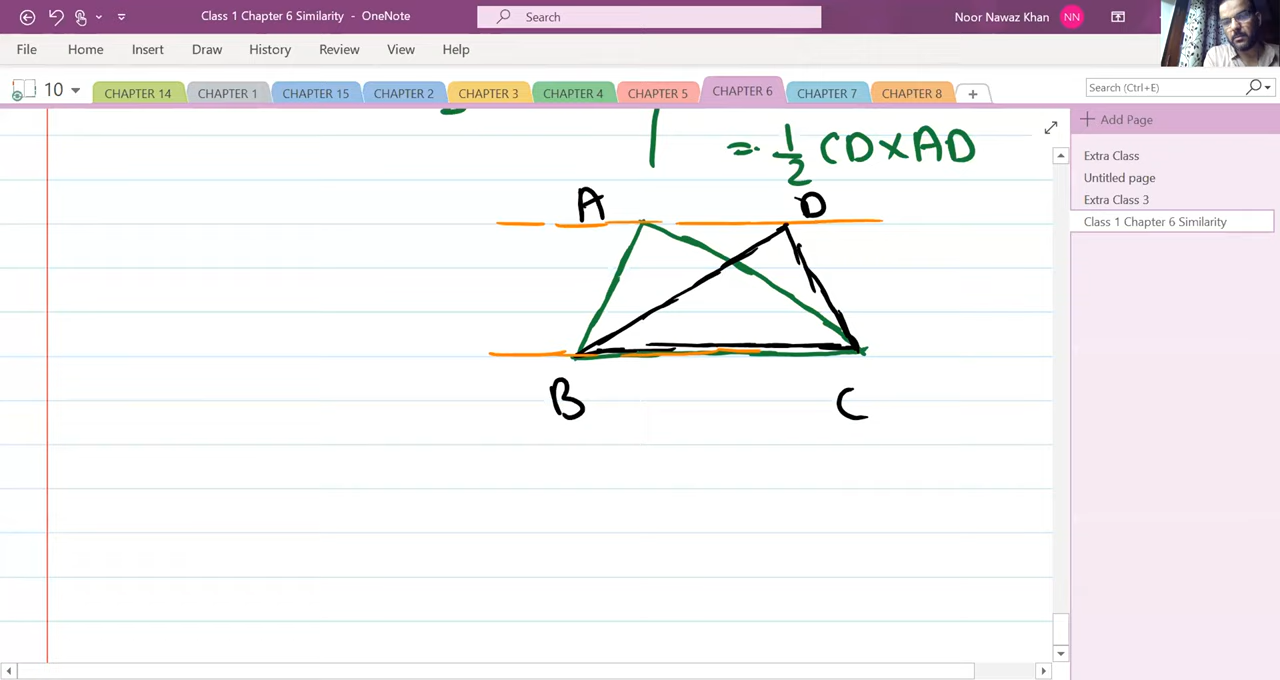 Class 1 Chapter 6 Similarity - OneNote
Search
Noor Nawaz Khan NN
File Home Insert Draw History Review View Help
10
CHAPTER 14 CHAPTER 1 CHAPTER 15 CHAPTER 2 CHAPTER 3 CHAPTER 4 CHAPTER 5 CHAPTER 6 CHAPTER 7 CHAPTER 8 +
Search (Ctrl+E)
Add Page
Extra Class
Untitled page
Extra Class 3
Class 1 Chapter 6 Similarity
= 1/2 CD×AD
A D
B C